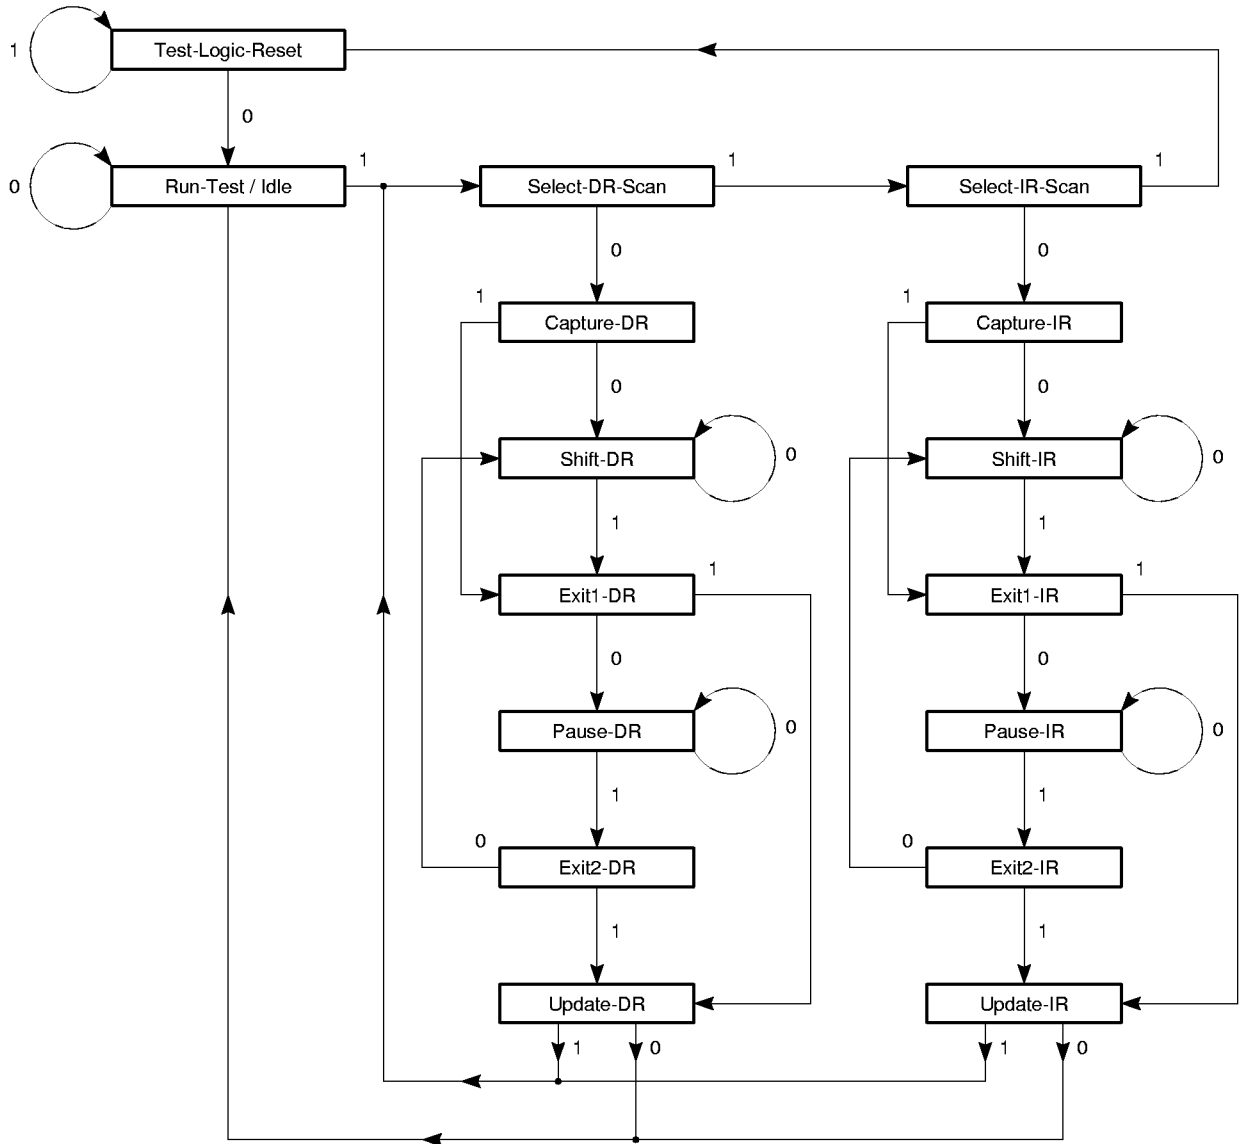 1
Test-Logic-Reset
0
0
Run-Test / Idle
1
Select-DR-Scan
1
Select-IR-Scan
1
0
0
1
Capture-DR
1
Capture-IR
0
0
Shift-DR
0
Shift-IR
0
1
1
Exit1-DR
1
Exit1-IR
1
0
0
Pause-DR
0
Pause-IR
0
1
1
0
Exit2-DR
0
Exit2-IR
1
1
Update-DR
Update-IR
1
0
1
0